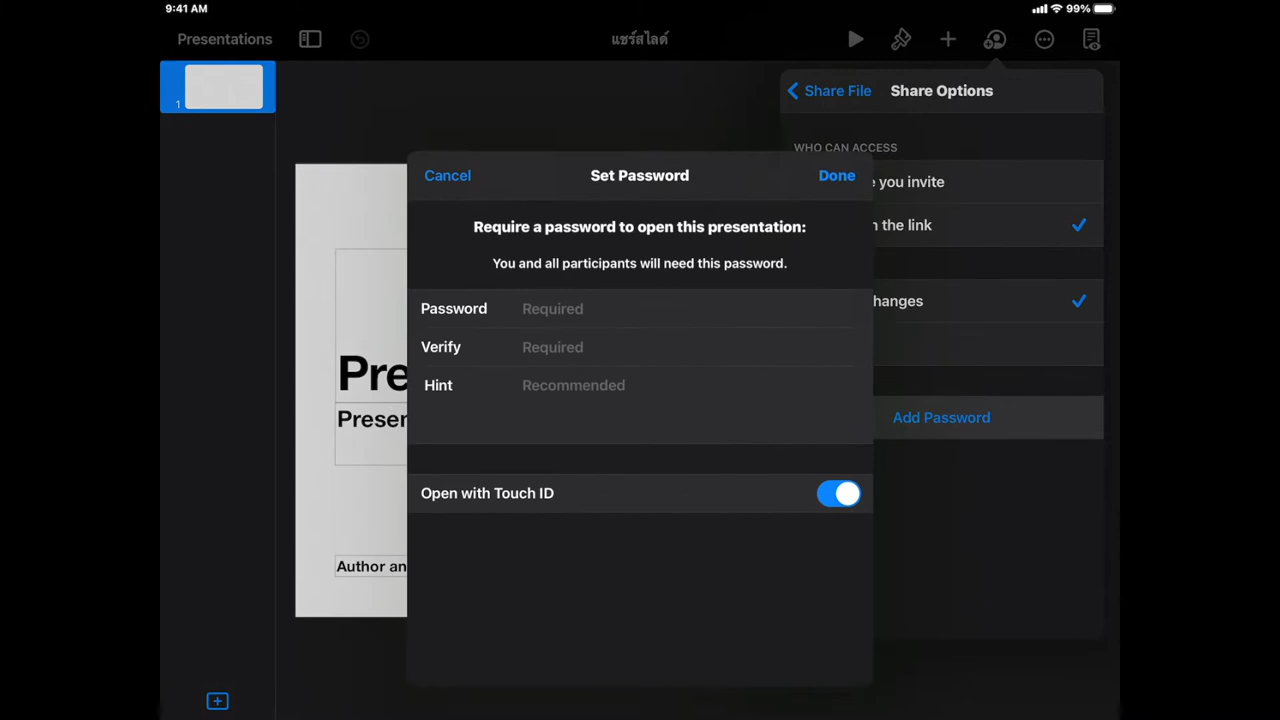 9:41 AM
99%
Presentations
แชร์สไลด์
Share File
Share Options
1
WHO CAN ACCESS
you invite
the link
Cancel
Set Password
Done
Require a password to open this presentation:
You and all participants will need this password.
Password Required
Verify Required
Hint Recommended
Add Password
Open with Touch ID
Pre
Presen
Author an